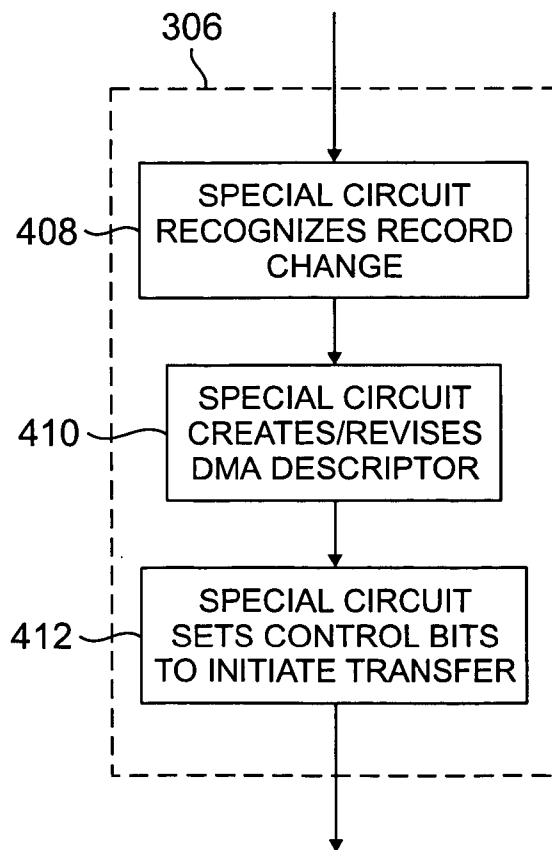 306
408
SPECIAL CIRCUIT
RECOGNIZES RECORD
CHANGE
410
SPECIAL CIRCUIT
CREATES/REVISES
DMA DESCRIPTOR
412
SPECIAL CIRCUIT
SETS CONTROL BITS
TO INITIATE TRANSFER